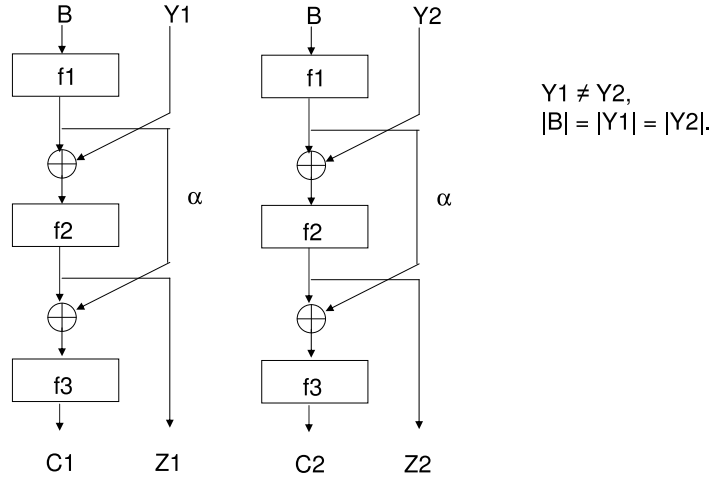 B Y1 B Y2
f1 f1
Y1 ≠ Y2,
|B| = |Y1| = |Y2|.
α α
f2 f2
f3 f3
C1 Z1 C2 Z2